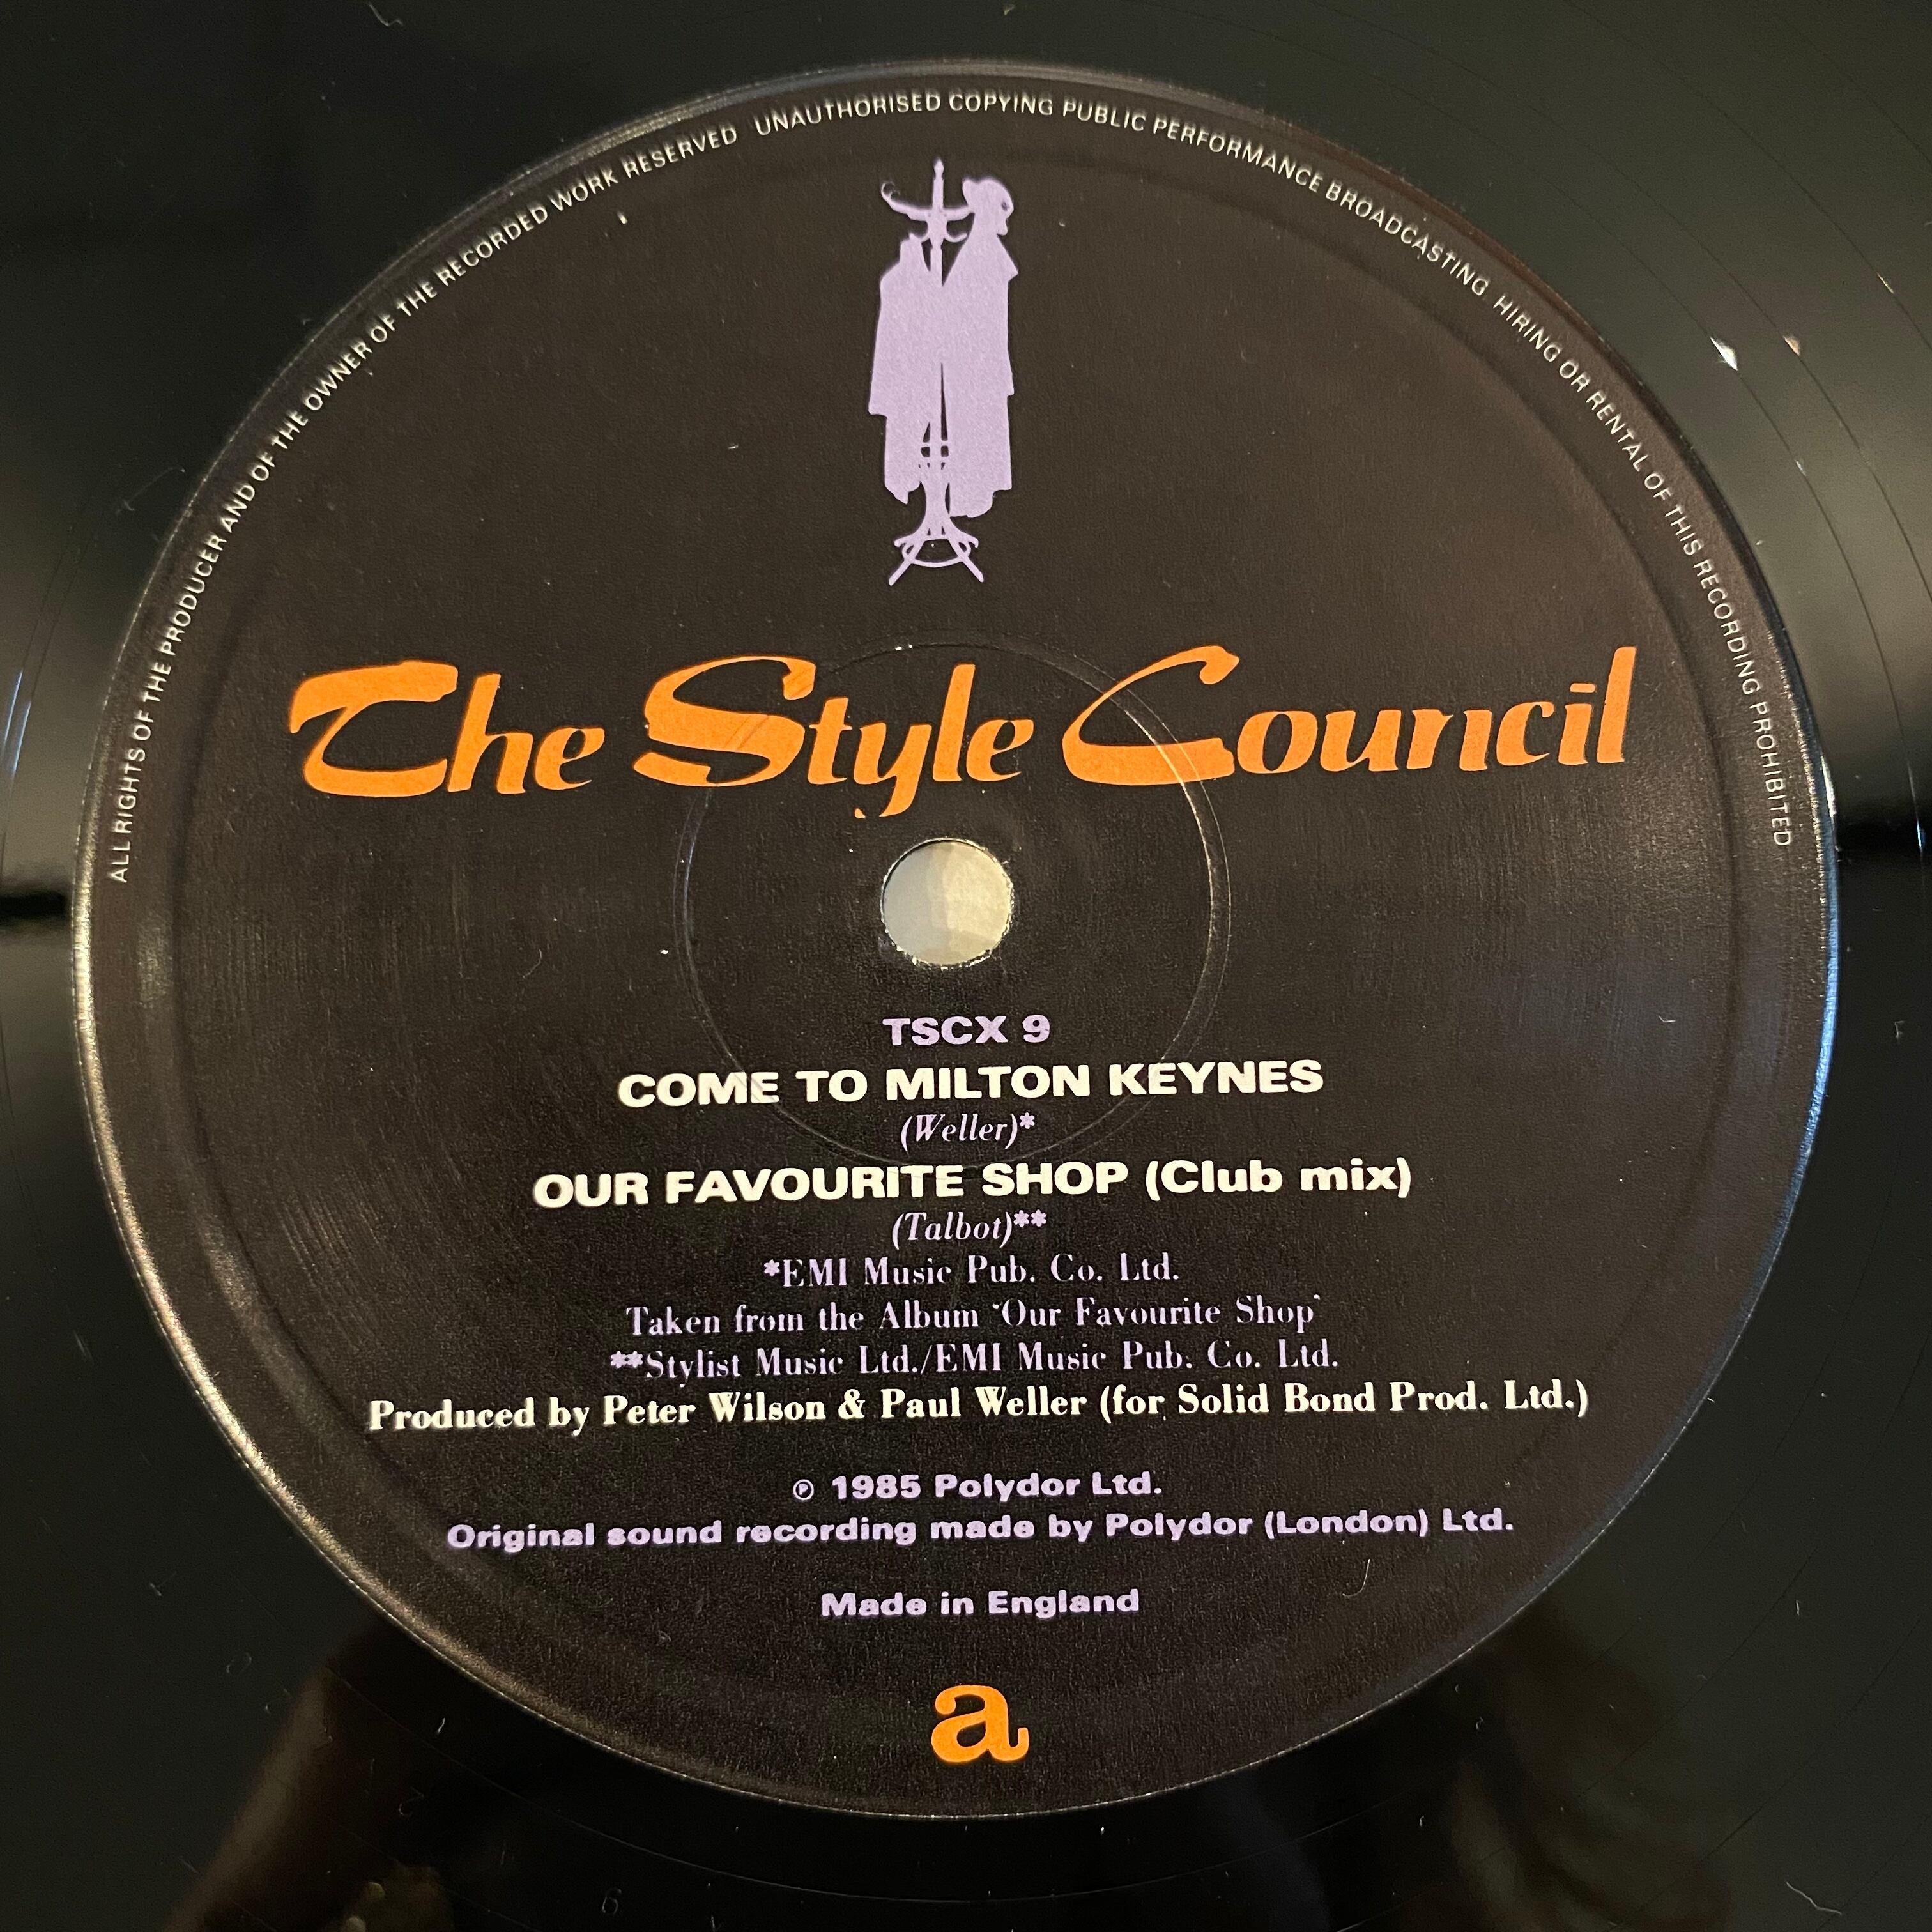 ALL RIGHTS OF THE PRODUCER AND OF THE OWNER OF THE RECORDED WORK RESERVED UNAUTHORISED COPYING PUBLIC PERFORMANCE BROADCASTING HIRING OR RENTAL OF THIS RECORDING PROHIBITED
The Style Council
TSCX 9
COME TO MILTON KEYNES
(Weller)*
OUR FAVOURITE SHOP (Club mix)
(Talbot)**
*EMI Music Pub. Co. Ltd.
Taken from the Album 'Our Favourite Shop'
**Stylist Music Ltd./EMI Music Pub. Co. Ltd.
Produced by Peter Wilson & Paul Weller (for Solid Bond Prod. Ltd.)
℗ 1985 Polydor Ltd.
Original sound recording made by Polydor (London) Ltd.
Made in England
a